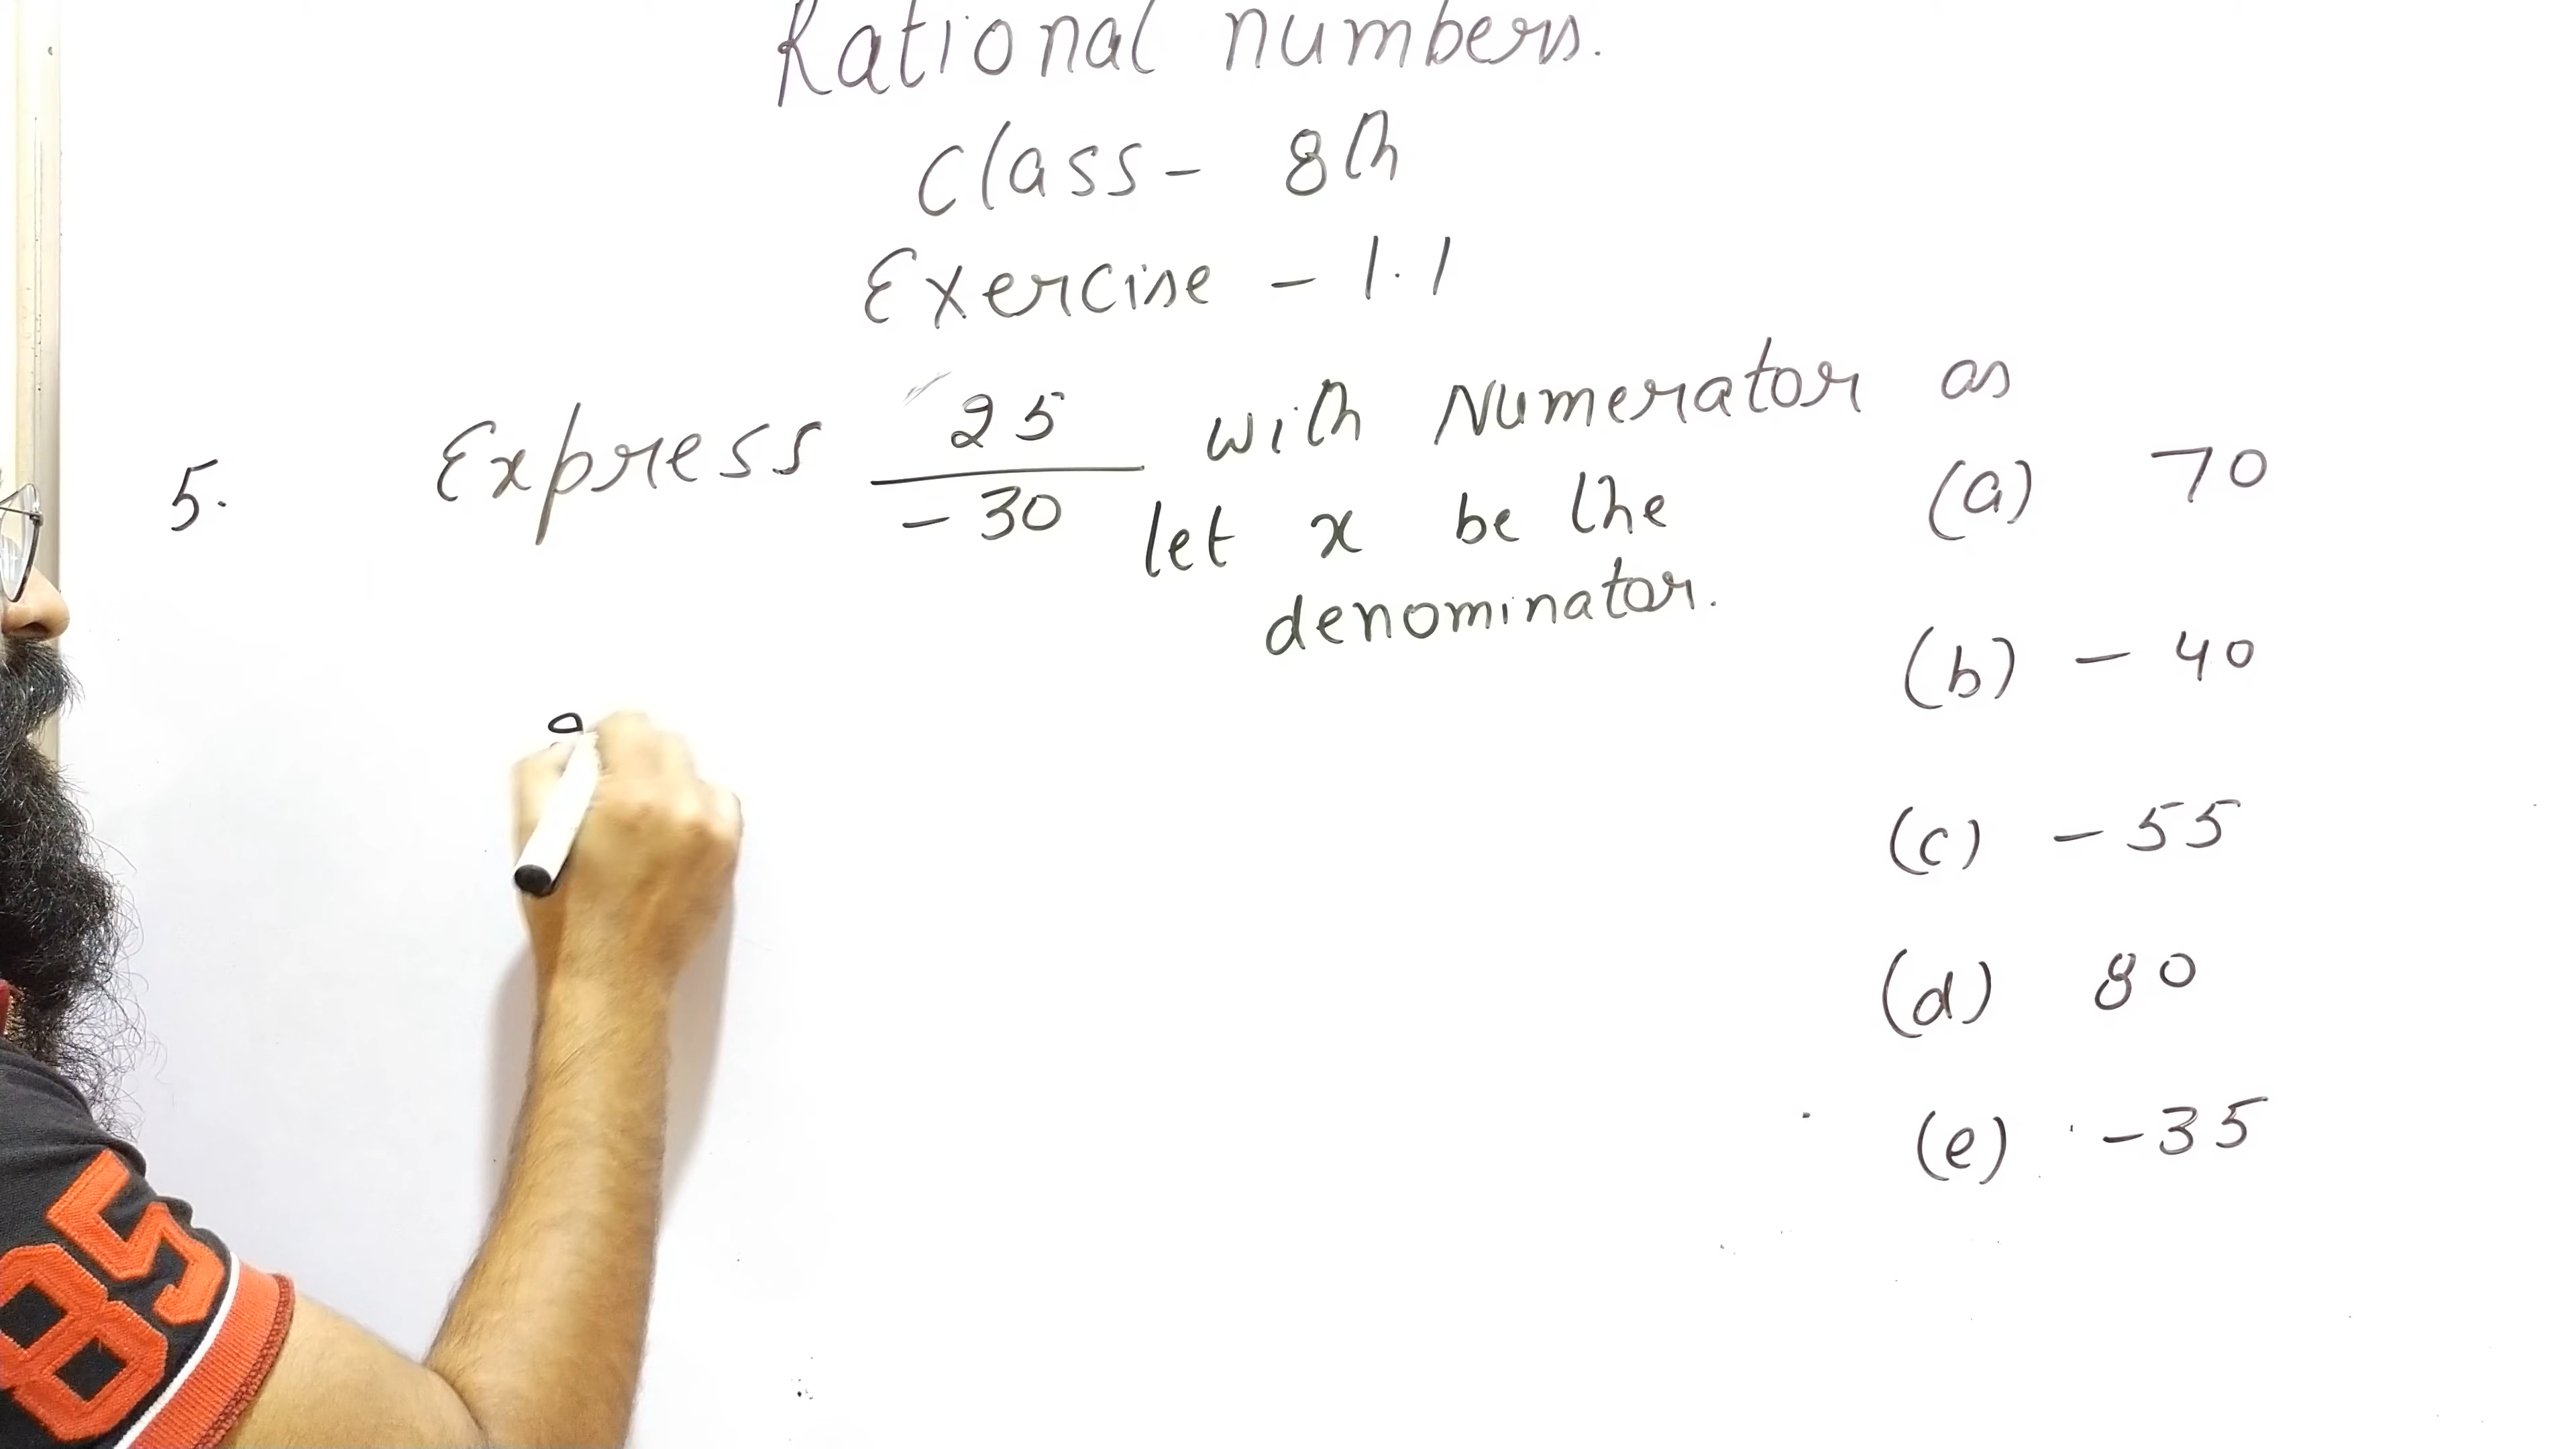 Rational numbers.
Class - 8th
Exercise - 1.1
5. Express 25/-30 with Numerator as
let x be the
denominator.
(a) 70
(b) - 40
(c) - 55
(d) 80
(e) - 35
85